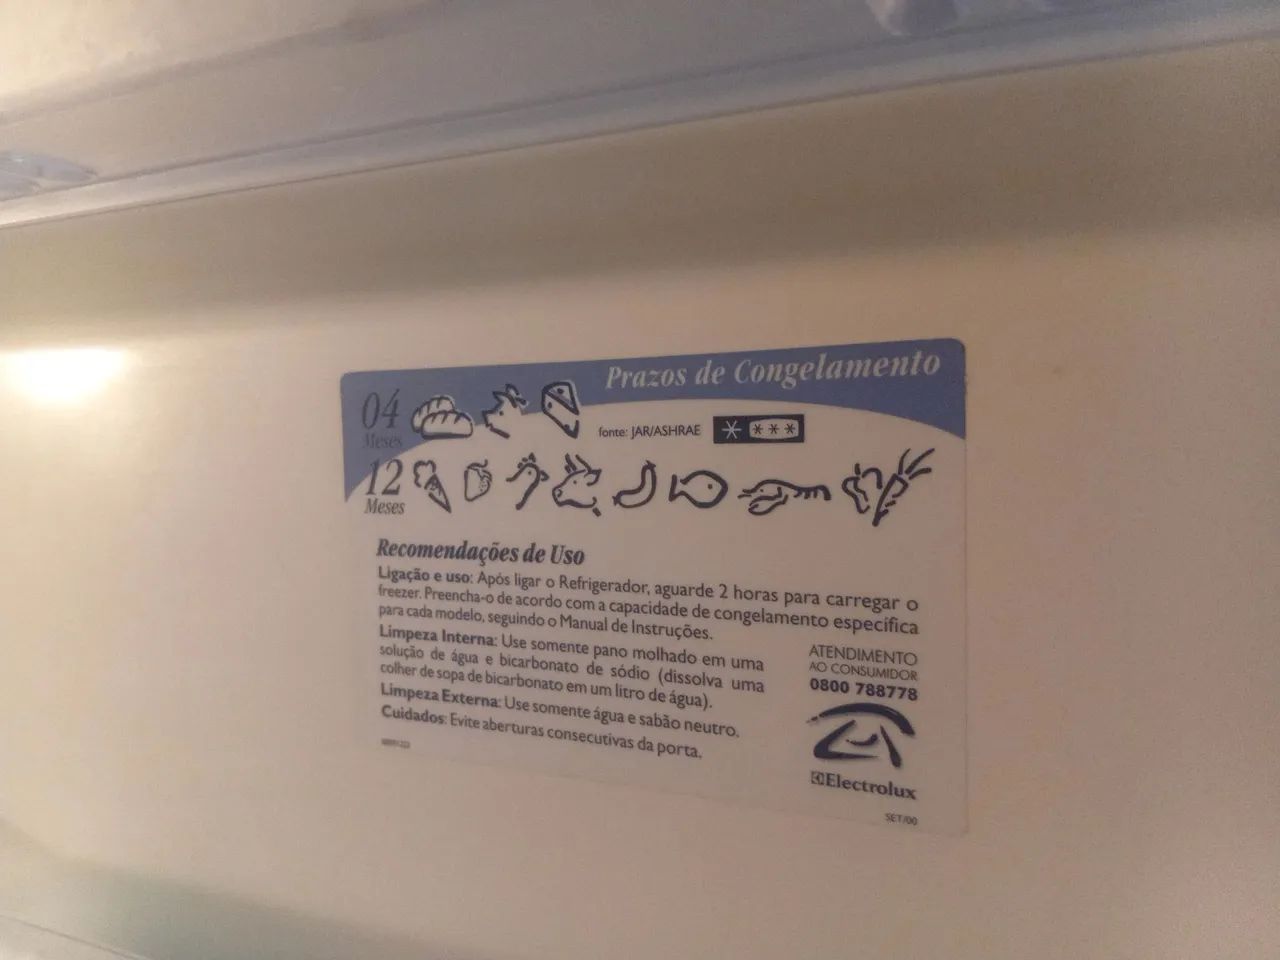 Prazos de Congelamento
04
Meses
fonte: JAR/ASHRAE
12
Meses
Recomendações de Uso
Ligação e uso: Após ligar o Refrigerador, aguarde 2 horas para carregar o
freezer. Preencha-o de acordo com a capacidade de congelamento específica
para cada modelo, seguindo o Manual de Instruções.
Limpeza Interna: Use somente pano molhado em uma
solução de água e bicarbonato de sódio (dissolva uma
colher de sopa de bicarbonato em um litro de água).
Limpeza Externa: Use somente água e sabão neutro.
Cuidados: Evite aberturas consecutivas da porta.
ATENDIMENTO
AO CONSUMIDOR
0800 788778
Electrolux
SET/00